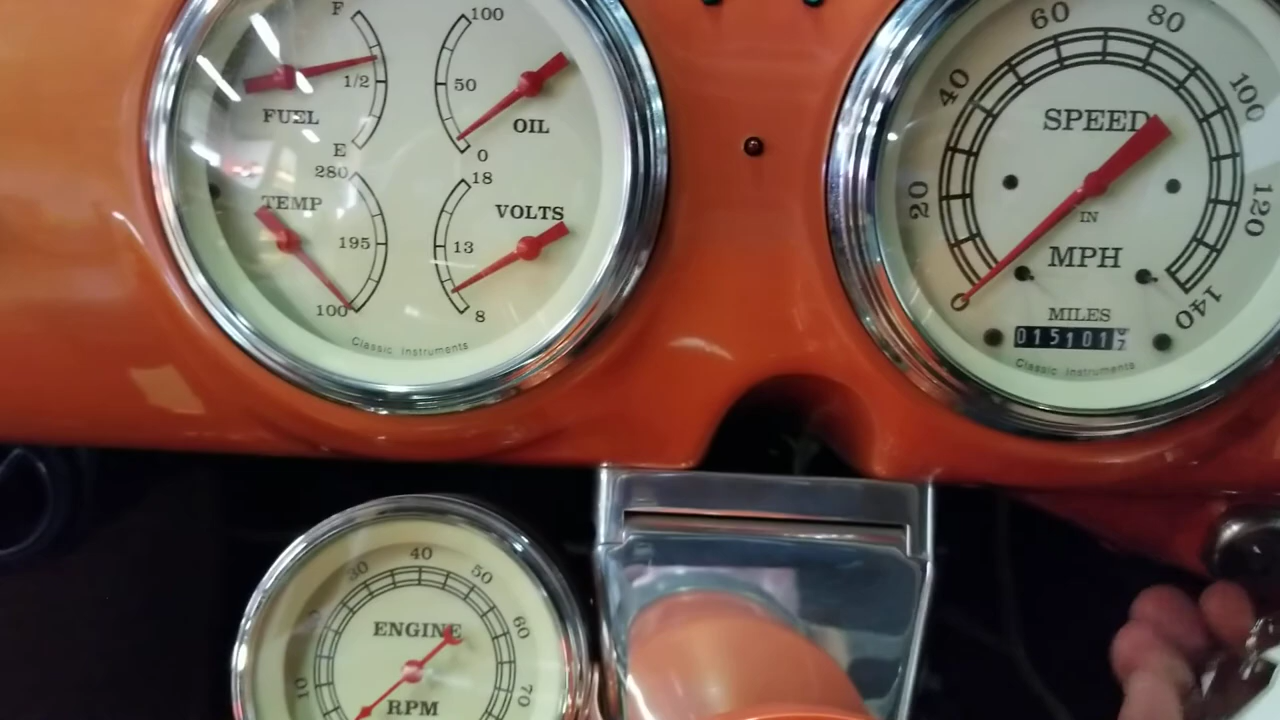 F
1/2
FUEL
E
100
50
OIL
0
280
TEMP
195
100
18
VOLTS
13
8
Classic Instruments
0
20
40
60
80
100
120
140
SPEED
IN
MPH
MILES
015101
Classic Instruments
10
30
40
50
60
70
ENGINE
RPM